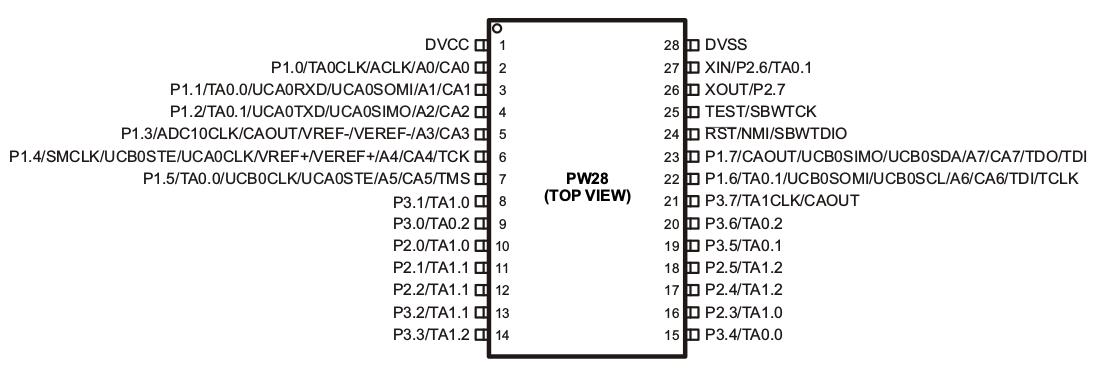 DVCC 1
P1.0/TA0CLK/ACLK/A0/CA0 2
P1.1/TA0.0/UCA0RXD/UCA0SOMI/A1/CA1 3
P1.2/TA0.1/UCA0TXD/UCA0SIMO/A2/CA2 4
P1.3/ADC10CLK/CAOUT/VREF-/VEREF-/A3/CA3 5
P1.4/SMCLK/UCB0STE/UCA0CLK/VREF+/VEREF+/A4/CA4/TCK 6
P1.5/TA0.0/UCB0CLK/UCA0STE/A5/CA5/TMS 7
P3.1/TA1.0 8
P3.0/TA0.2 9
P2.0/TA1.0 10
P2.1/TA1.1 11
P2.2/TA1.1 12
P3.2/TA1.1 13
P3.3/TA1.2 14
PW28
(TOP VIEW)
28 DVSS
27 XIN/P2.6/TA0.1
26 XOUT/P2.7
25 TEST/SBWTCK
24 R̅S̅T̅/NMI/SBWTDIO
23 P1.7/CAOUT/UCB0SIMO/UCB0SDA/A7/CA7/TDO/TDI
22 P1.6/TA0.1/UCB0SOMI/UCB0SCL/A6/CA6/TDI/TCLK
21 P3.7/TA1CLK/CAOUT
20 P3.6/TA0.2
19 P3.5/TA0.1
18 P2.5/TA1.2
17 P2.4/TA1.2
16 P2.3/TA1.0
15 P3.4/TA0.0